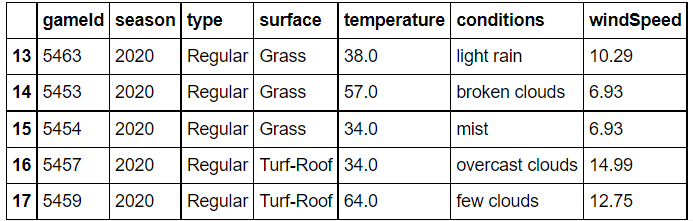 gameId season type surface temperature conditions windSpeed
13 5463 2020 Regular Grass 38.0 light rain 10.29
14 5453 2020 Regular Grass 57.0 broken clouds 6.93
15 5454 2020 Regular Grass 34.0 mist 6.93
16 5457 2020 Regular Turf-Roof 34.0 overcast clouds 14.99
17 5459 2020 Regular Turf-Roof 64.0 few clouds 12.75